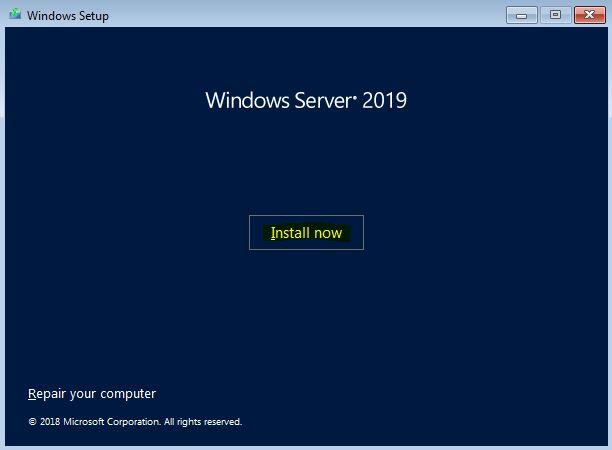 Windows Setup
Windows Server® 2019
Install now
Repair your computer
© 2018 Microsoft Corporation. All rights reserved.